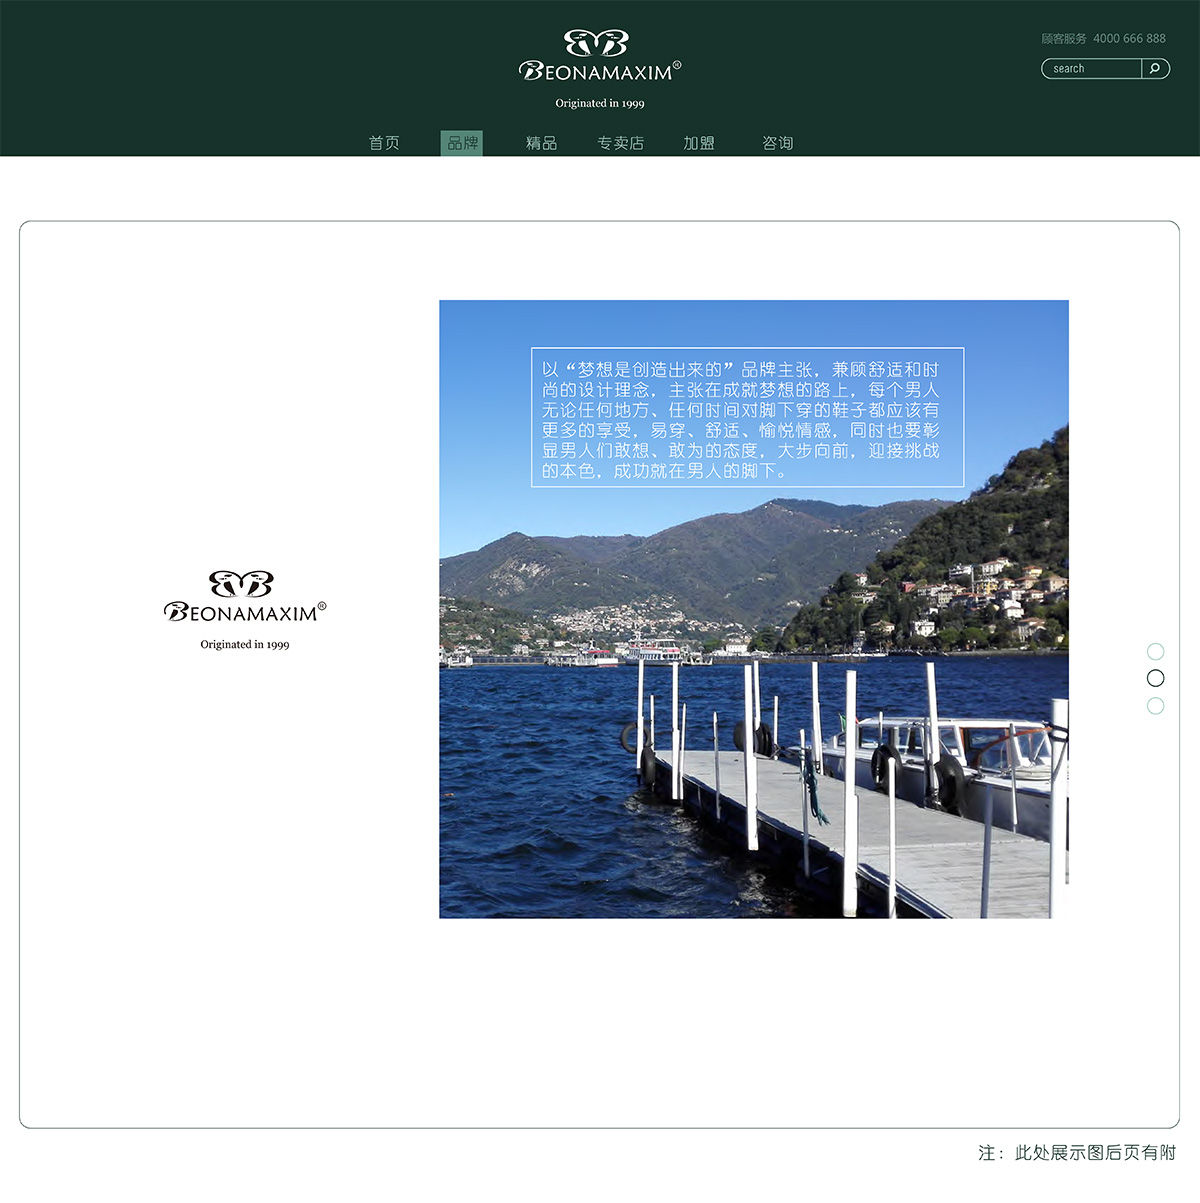 BEONAMAXIM®
Originated in 1999
顾客服务 4000 666 888
search
首页 品牌 精品 专卖店 加盟 咨询
以“梦想是创造出来的”品牌主张，兼顾舒适和时
尚的设计理念，主张在成就梦想的路上，每个男人
无论任何地方、任何时间对脚下穿的鞋子都应该有
更多的享受，易穿、舒适、愉悦情感，同时也要彰
显男人们敢想、敢为的态度，大步向前，迎接挑战
的本色，成功就在男人的脚下。
BEONAMAXIM®
Originated in 1999
注：此处展示图后页有附